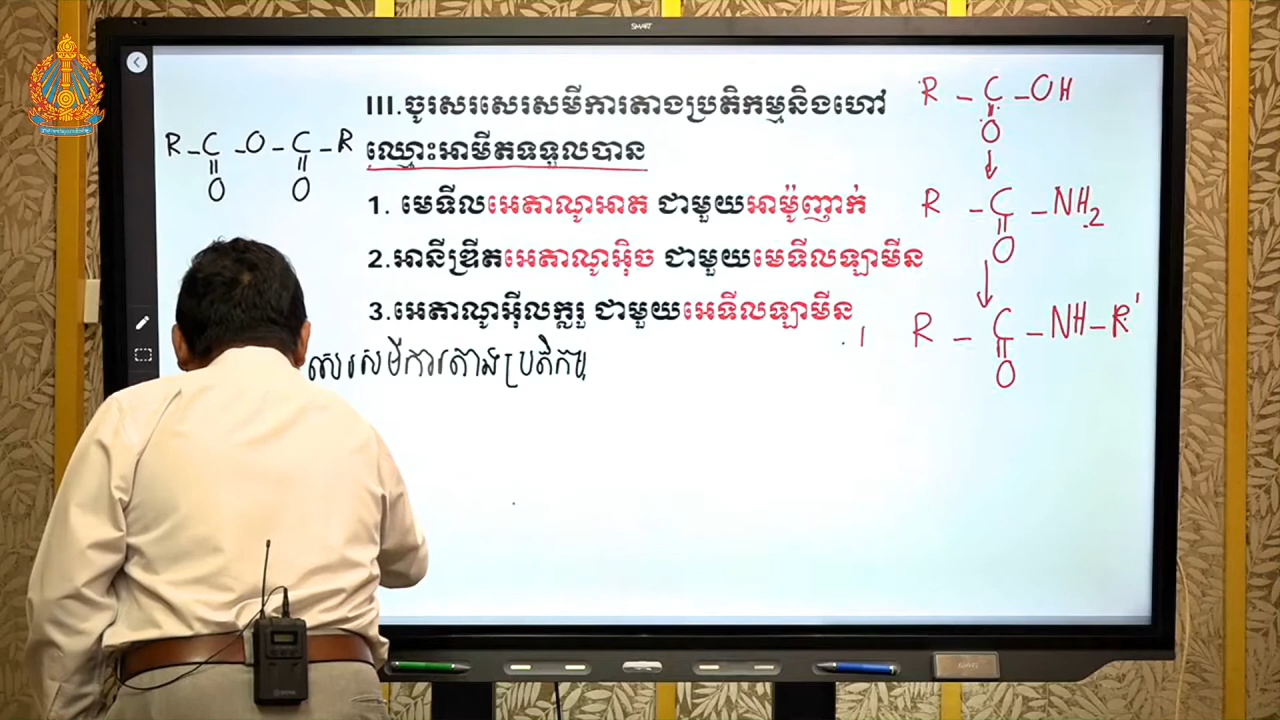 SMART
III.ចូរសរសេរសមីការតាងប្រតិកម្មនិងហៅ
ឈ្មោះអាមីតទទួលបាន
1. មេទីលអេតាណូអាត ជាមួយអាម៉ូញាក់
2.អានីឌ្រីតអេតាណូអ៊ិច ជាមួយមេទីលឡាមីន
3.អេតាណូអ៊ីលក្លរួ ជាមួយអេទីលឡាមីន
សរសមីការតាងប្រតិកម្ម
R - C - O - C - R
O O
R - C - OH
O
R - C - NH2
O
R - C - NH - R'
O